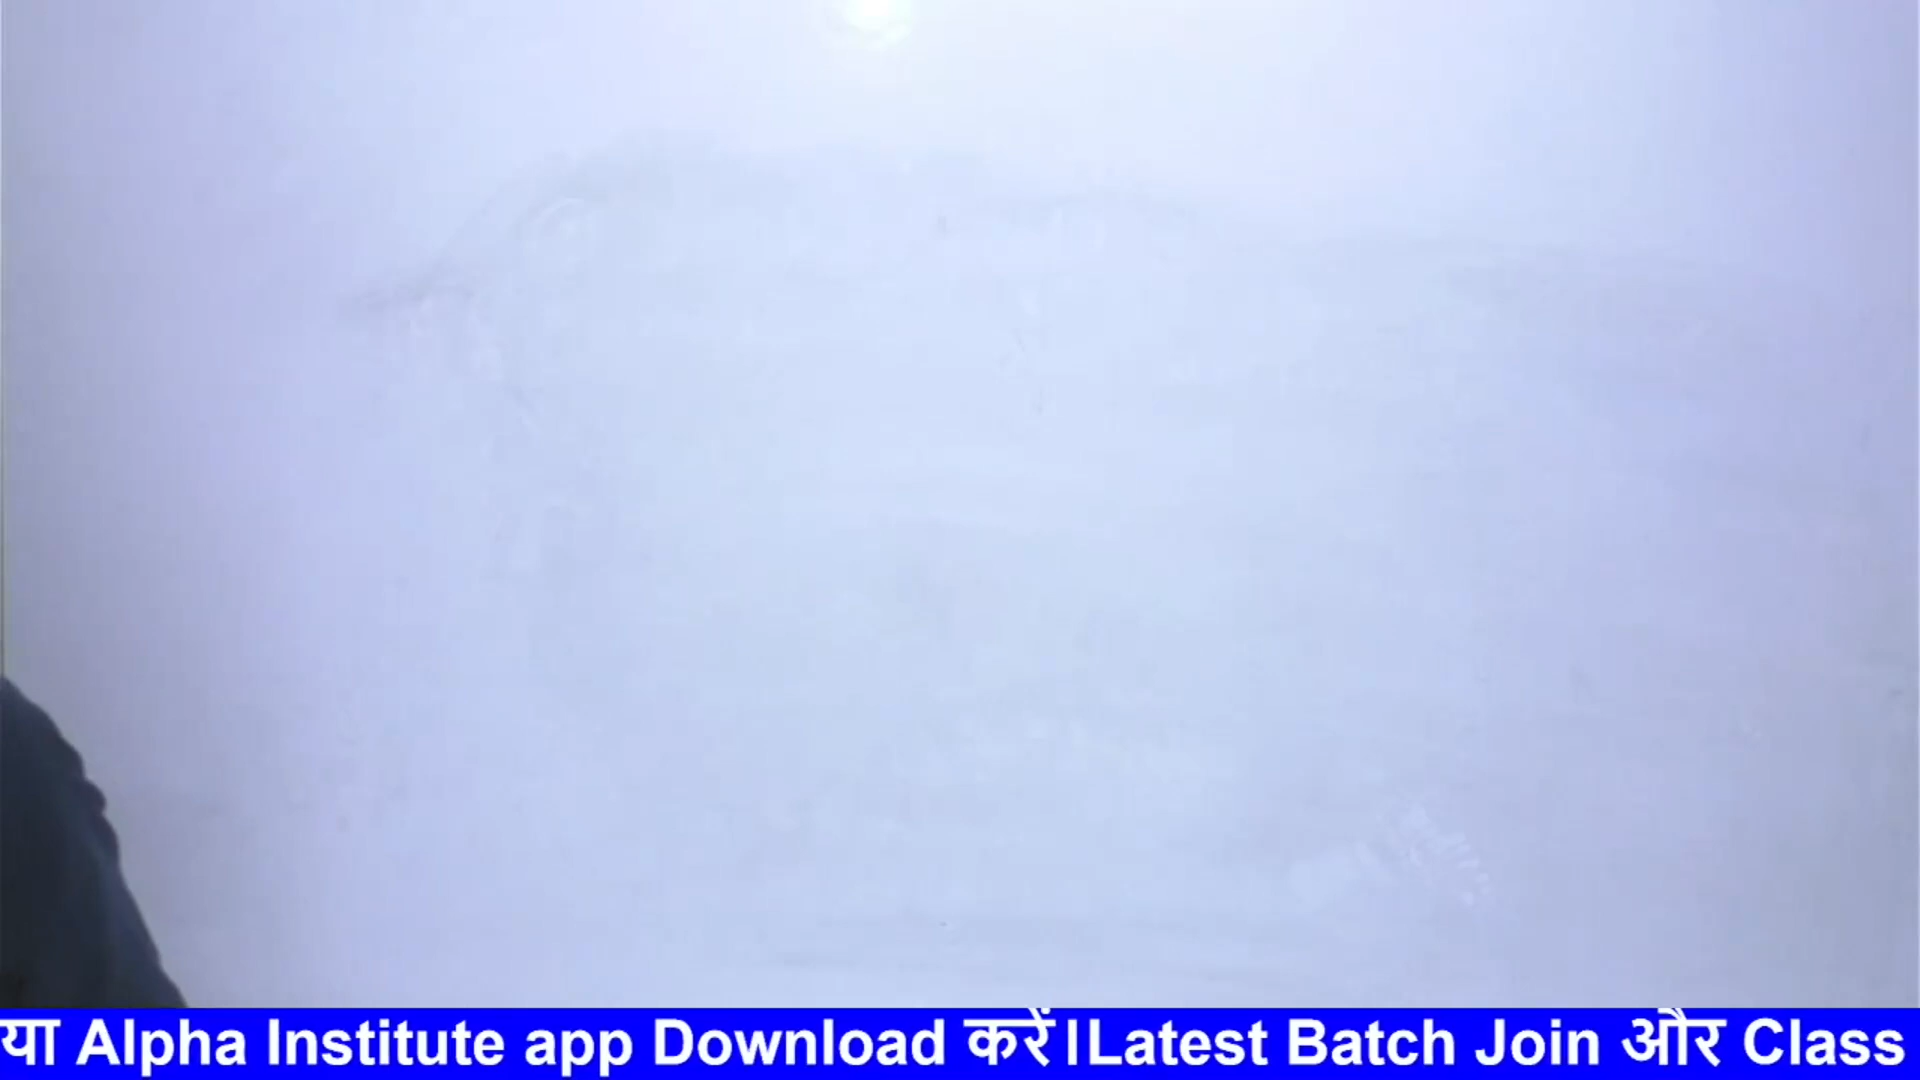 या Alpha Institute app Download करें।Latest Batch Join और Class